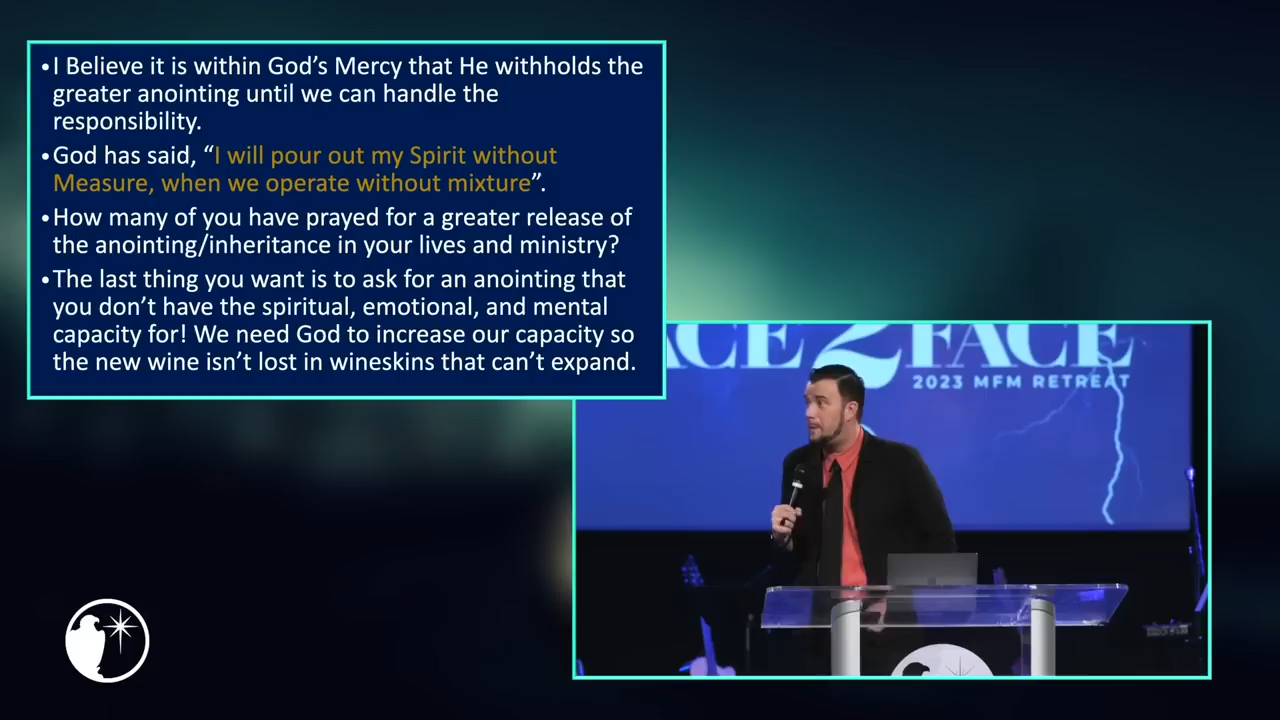 •I Believe it is within God’s Mercy that He withholds the
greater anointing until we can handle the
responsibility.
•God has said, “I will pour out my Spirit without
Measure, when we operate without mixture”.
•How many of you have prayed for a greater release of
the anointing/inheritance in your lives and ministry?
•The last thing you want is to ask for an anointing that
you don’t have the spiritual, emotional, and mental
capacity for! We need God to increase our capacity so
the new wine isn’t lost in wineskins that can’t expand.
ACE 2 FACE
2023 MFM RETREAT